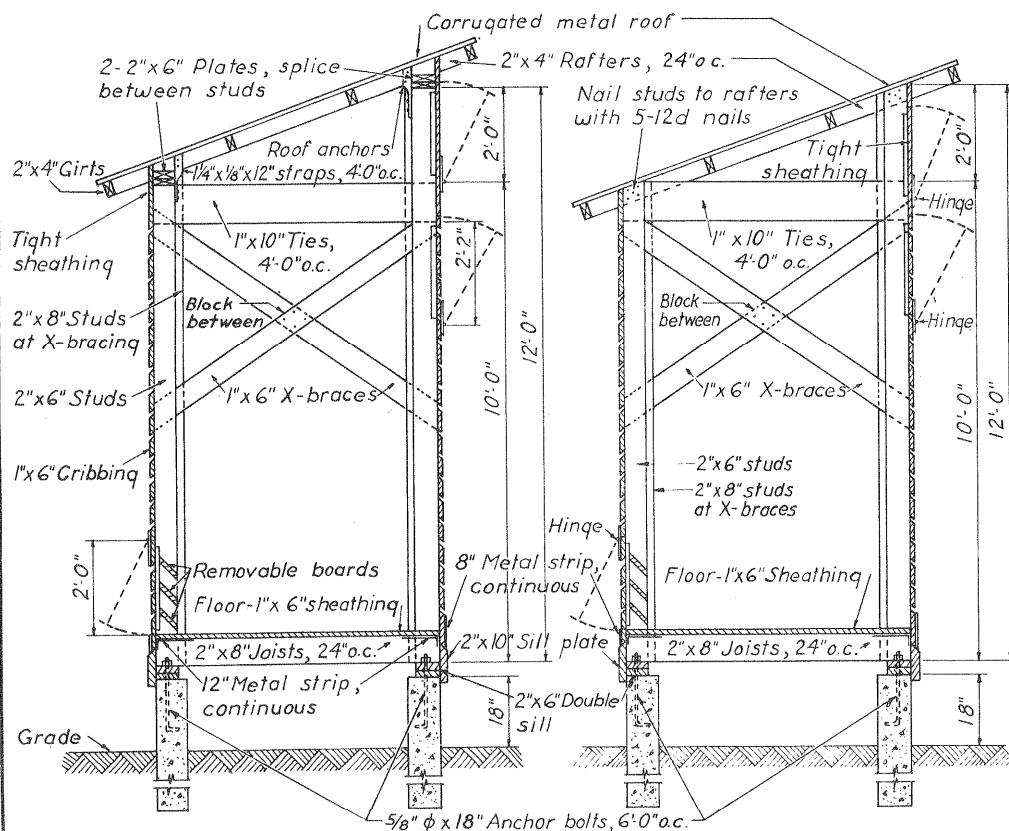 Corrugated metal roof
2-2"x6" Plates, splice
between studs
2"x4" Rafters, 24"o.c.
Nail studs to rafters
with 5-12d nails
Roof anchors
1¼"x⅛"x12" straps, 4'-0"o.c.
2"x4" Girts
2'-0"
Tight
sheathing
2'-0"
Hinge
Tight
sheathing
1"x10" Ties,
4'-0"o.c.
2'-2"
1"x10" Ties,
4'-0"o.c.
2"x8" Studs
at X-bracing
Block
between
12'-0"
Block
between
Hinge
2"x6" Studs
1"x6" X-braces
10'-0"
1"x6" X-braces
10'-0"
12'-0"
1"x6" Cribbing
2"x6" studs
2"x8" studs
at X-braces
Hinge
2'-0"
Removable boards
8" Metal strip,
continuous
Floor-1"x6"sheathing
Floor-1"x6"Sheathing
2"x8" Joists, 24"o.c.
2"x10" Sill plate
2"x8" Joists, 24"o.c.
12" Metal strip,
continuous
18"
2"x6" Double
sill
18"
Grade
5/8" ϕ x 18" Anchor bolts, 6'-0"o.c.